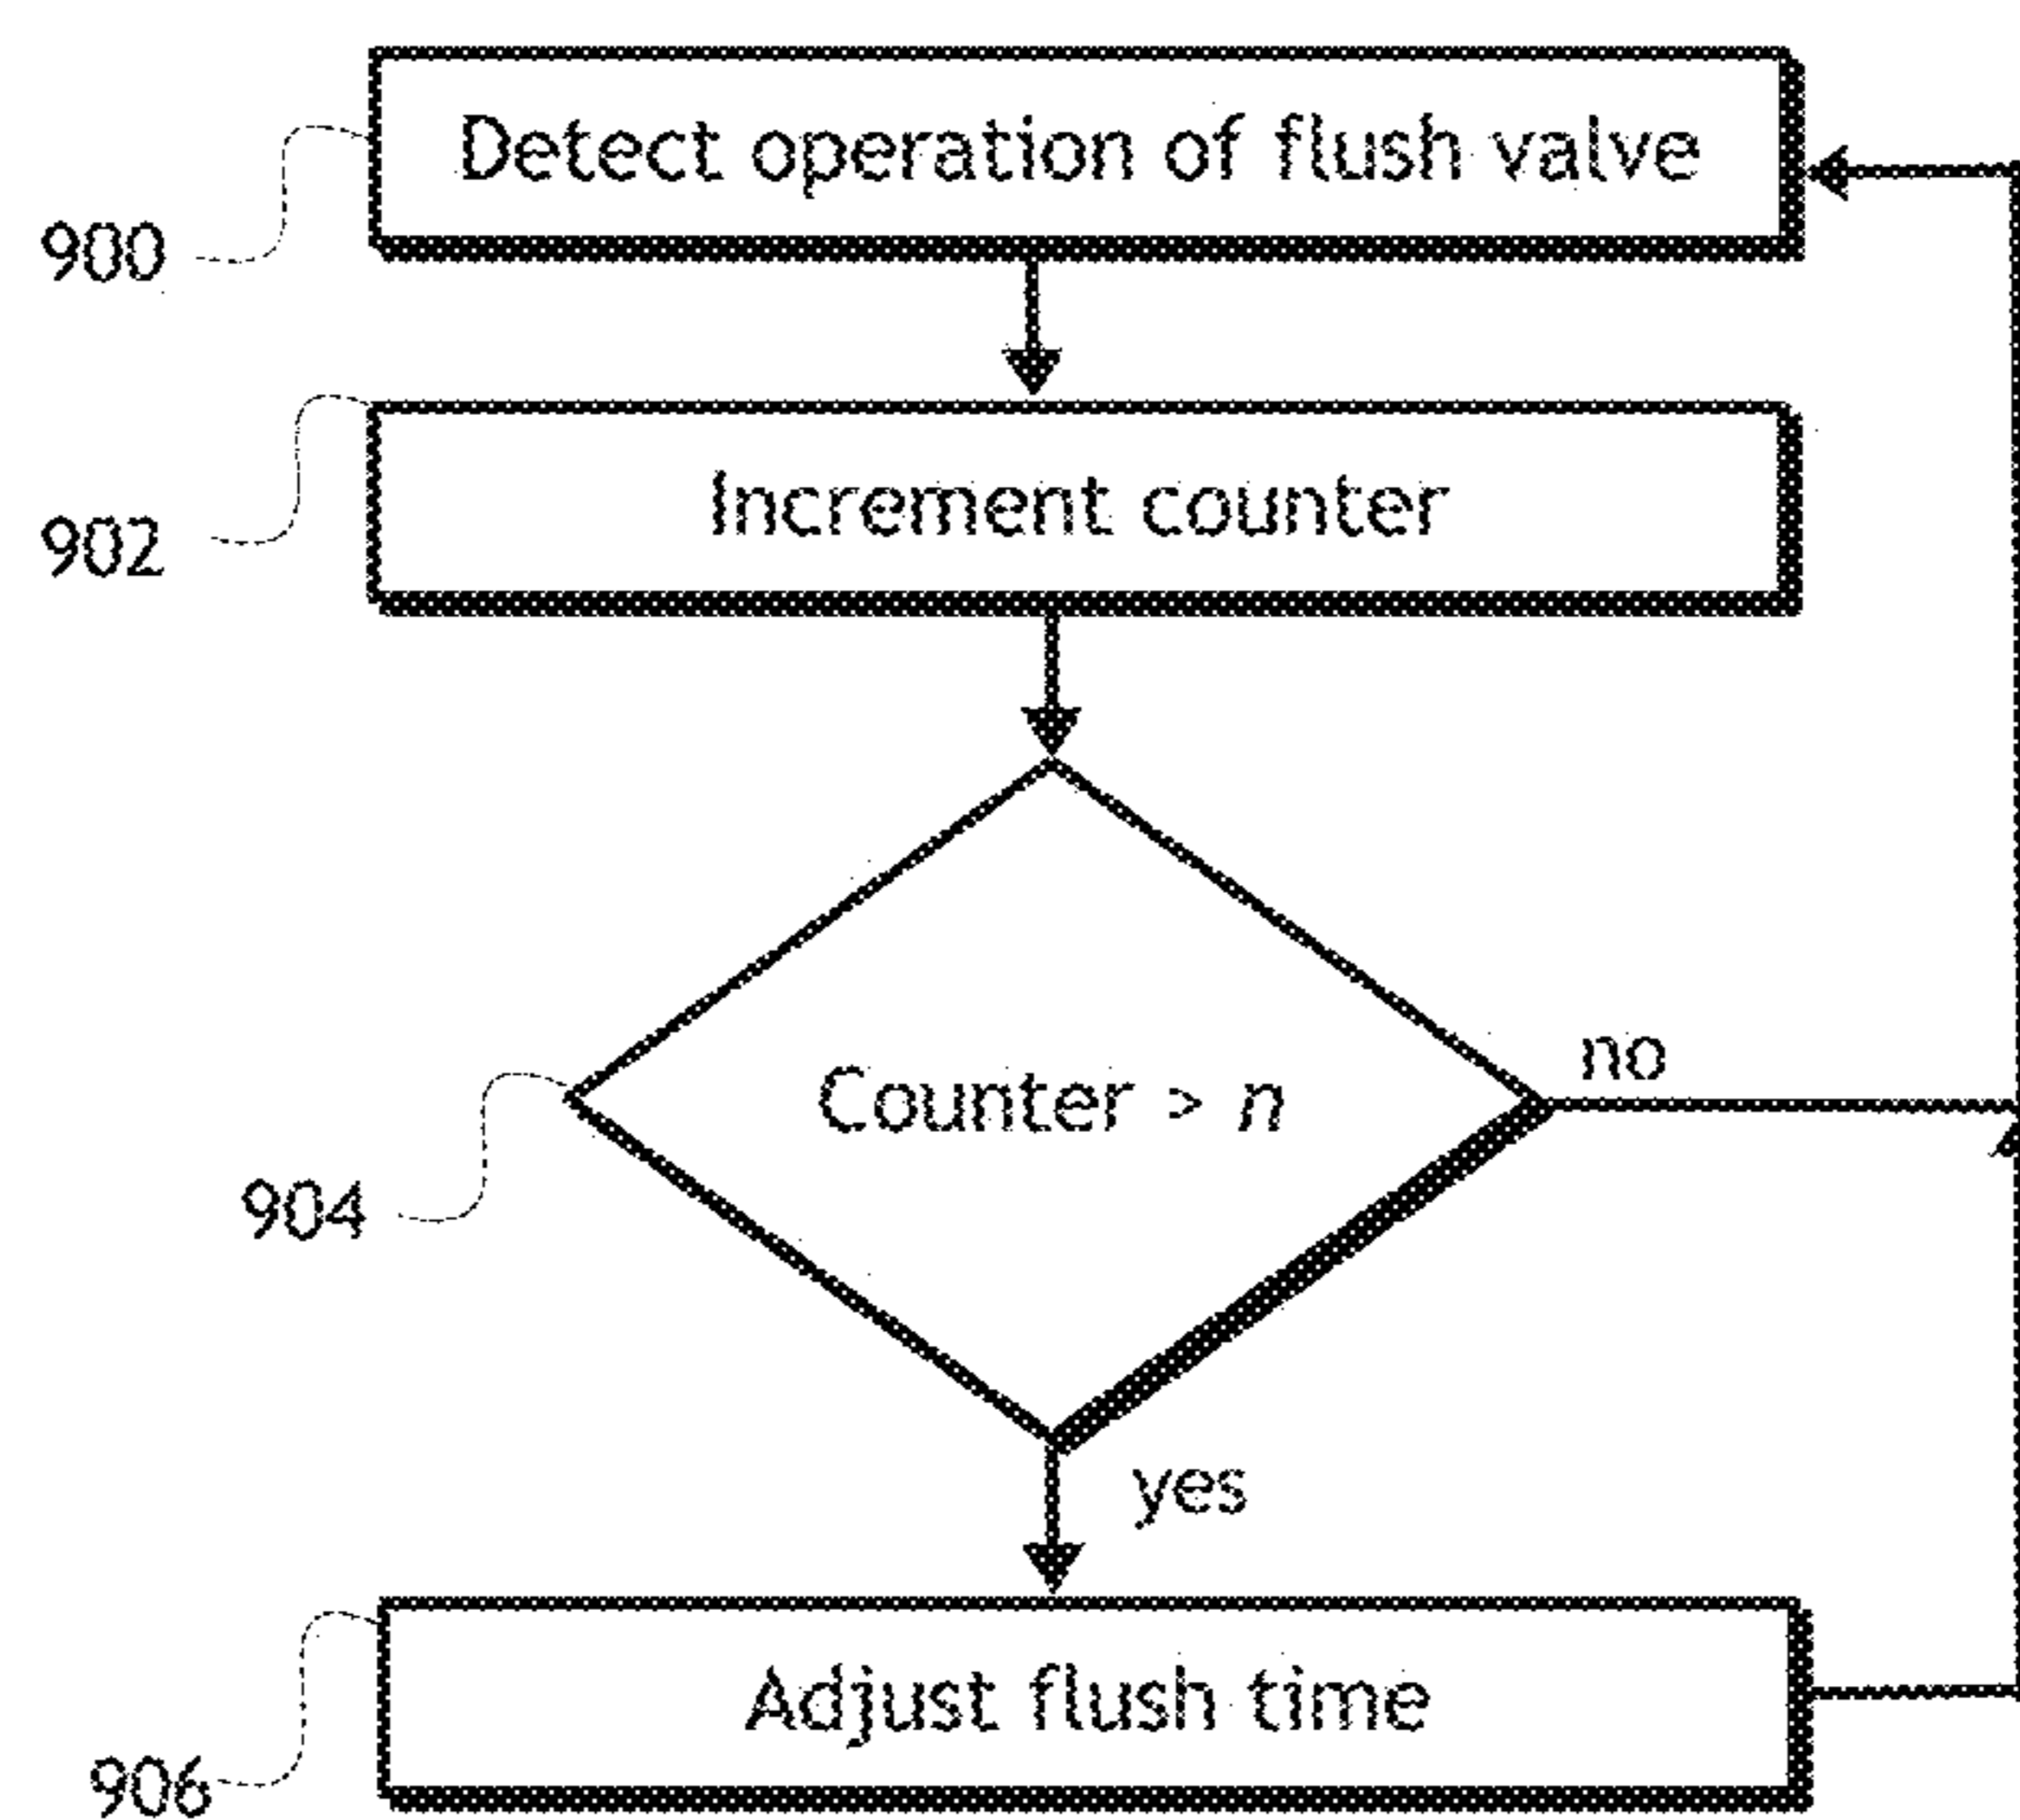 Detect operation of flush valve
900
Increment counter
902
no
Counter > n
904
yes
Adjust flush time
906